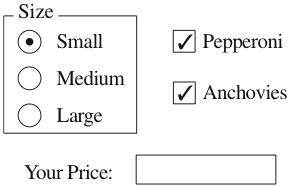 Size
Small
Medium
Large
Pepperoni
Anchovies
Your Price: